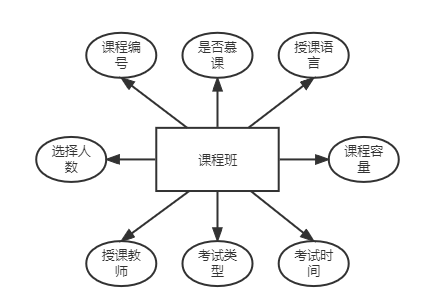 课程编
号
是否慕
课
授课语
言
选择人
数
课程班
课程容
量
授课教
师
考试类
型
考试时
间